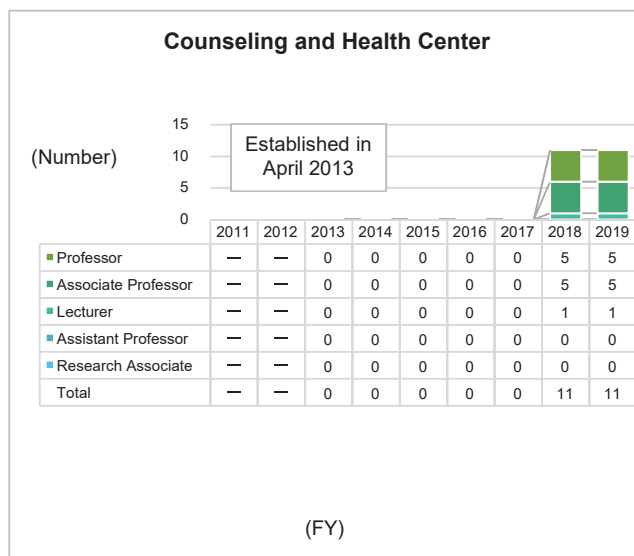 Counseling and Health Center
(Number)
15
10
5
0
Established in
April 2013
2011 2012 2013 2014 2015 2016 2017 2018 2019
Professor — — 0 0 0 0 0 5 5
Associate Professor — — 0 0 0 0 0 5 5
Lecturer — — 0 0 0 0 0 1 1
Assistant Professor — — 0 0 0 0 0 0 0
Research Associate — — 0 0 0 0 0 0 0
Total — — 0 0 0 0 0 11 11
(FY)